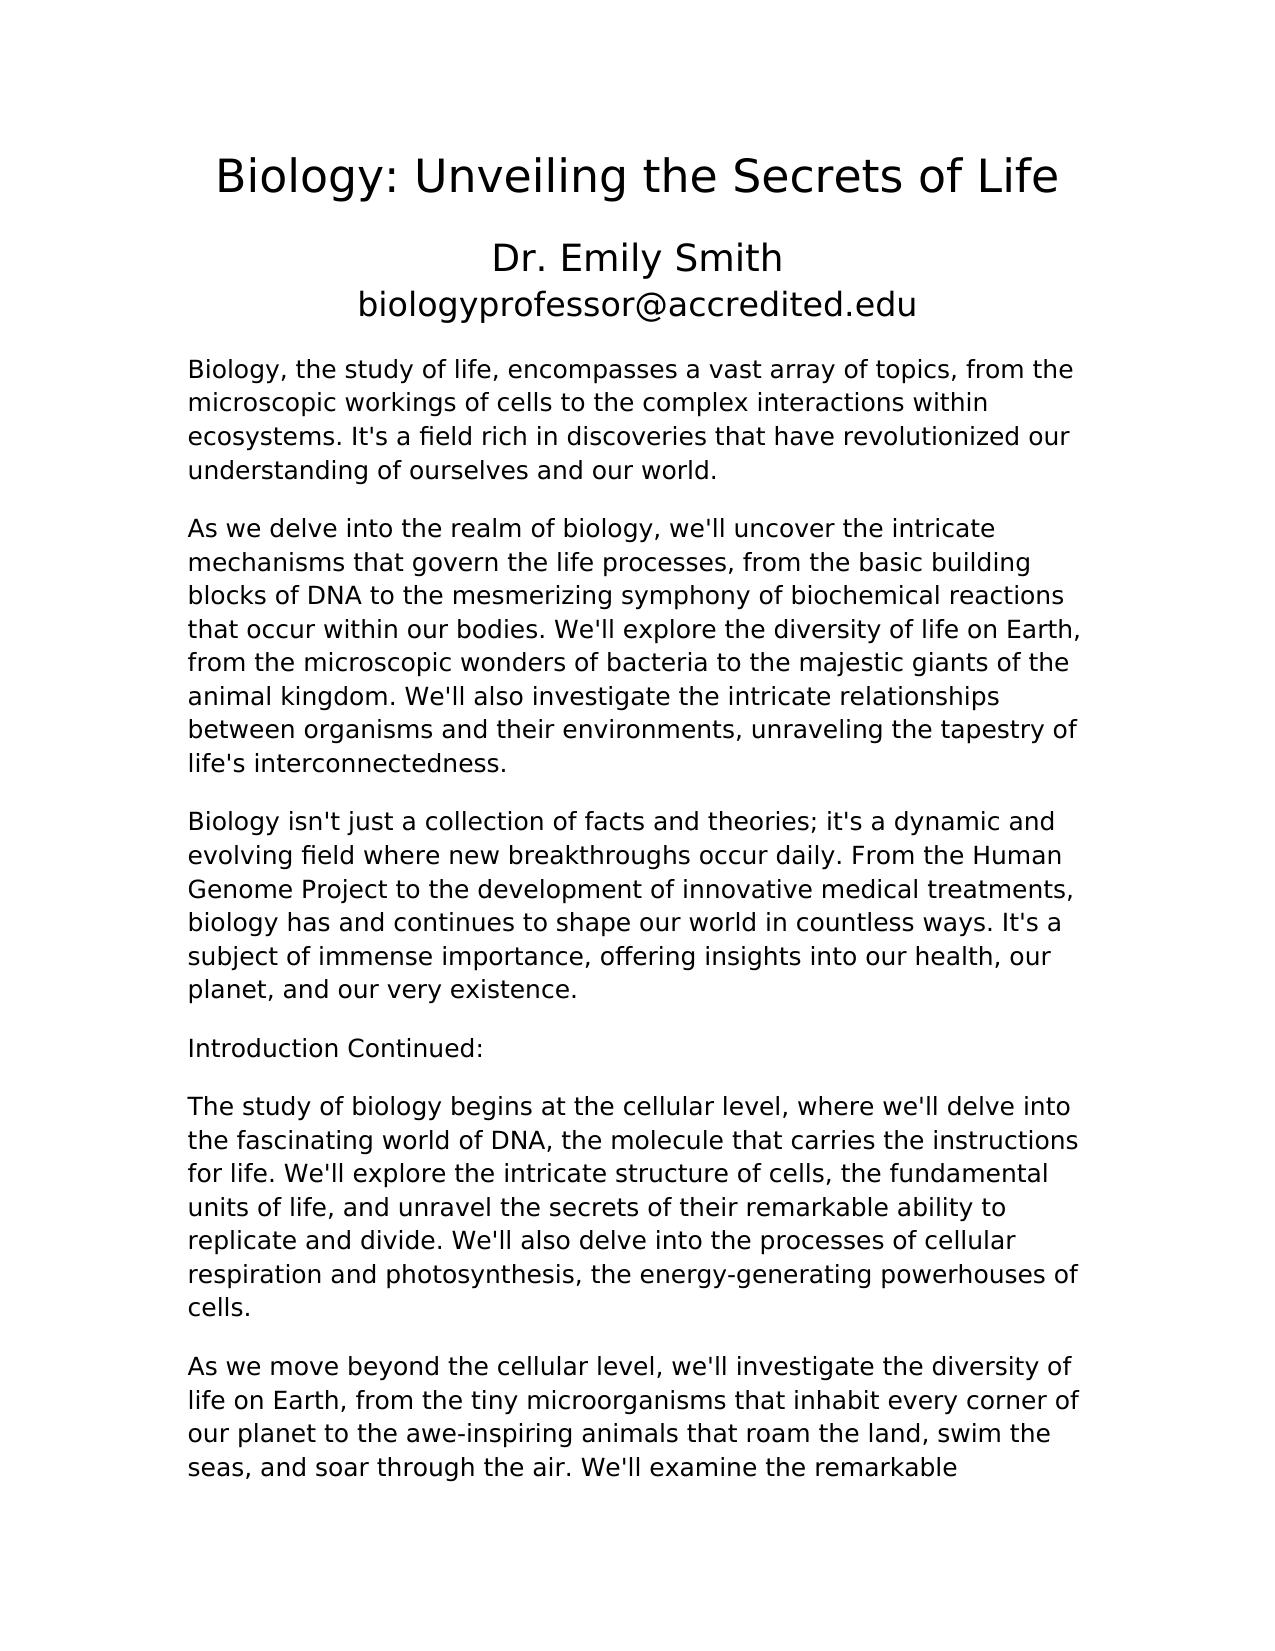 Biology: Unveiling the Secrets of Life
Dr. Emily Smith
biologyprofessor@accredited.edu
Biology, the study of life, encompasses a vast array of topics, from the
microscopic workings of cells to the complex interactions within
ecosystems. It's a field rich in discoveries that have revolutionized our
understanding of ourselves and our world.
As we delve into the realm of biology, we'll uncover the intricate
mechanisms that govern the life processes, from the basic building
blocks of DNA to the mesmerizing symphony of biochemical reactions
that occur within our bodies. We'll explore the diversity of life on Earth,
from the microscopic wonders of bacteria to the majestic giants of the
animal kingdom. We'll also investigate the intricate relationships
between organisms and their environments, unraveling the tapestry of
life's interconnectedness.
Biology isn't just a collection of facts and theories; it's a dynamic and
evolving field where new breakthroughs occur daily. From the Human
Genome Project to the development of innovative medical treatments,
biology has and continues to shape our world in countless ways. It's a
subject of immense importance, offering insights into our health, our
planet, and our very existence.
Introduction Continued:
The study of biology begins at the cellular level, where we'll delve into
the fascinating world of DNA, the molecule that carries the instructions
for life. We'll explore the intricate structure of cells, the fundamental
units of life, and unravel the secrets of their remarkable ability to
replicate and divide. We'll also delve into the processes of cellular
respiration and photosynthesis, the energy-generating powerhouses of
cells.
As we move beyond the cellular level, we'll investigate the diversity of
life on Earth, from the tiny microorganisms that inhabit every corner of
our planet to the awe-inspiring animals that roam the land, swim the
seas, and soar through the air. We'll examine the remarkable